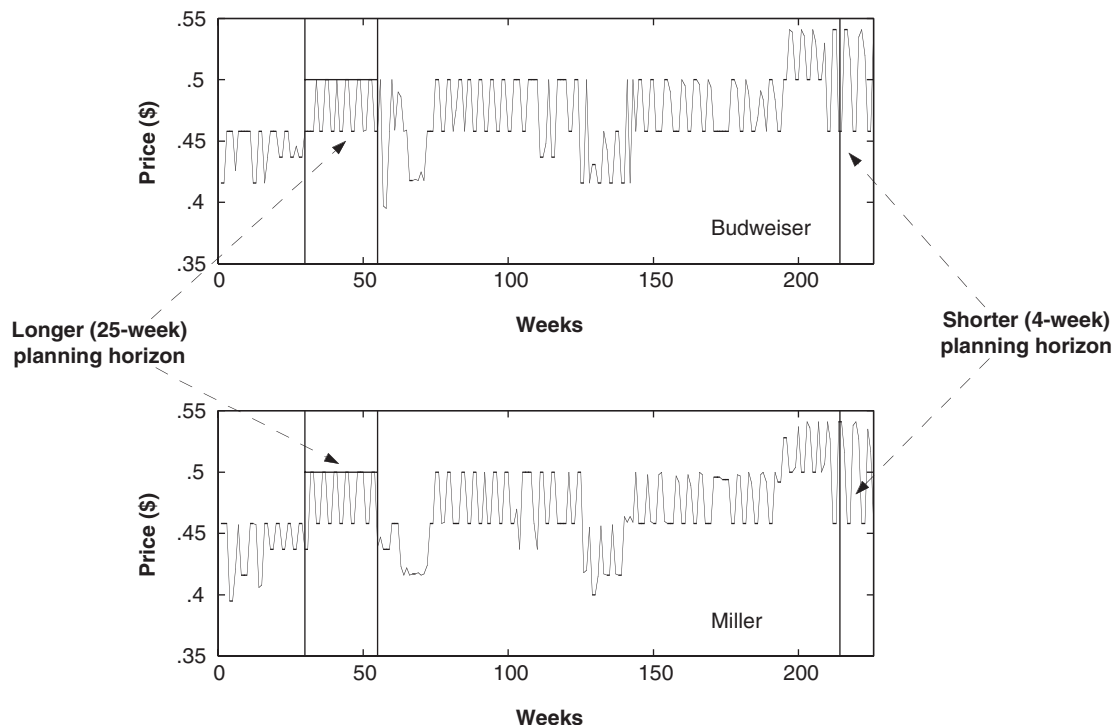 .55
.5
.45
.4
.35
Price ($)
Budweiser
0
50
100
150
200
Weeks
Longer (25-week)
planning horizon
Shorter (4-week)
planning horizon
.55
.5
.45
.4
.35
Price ($)
Miller
0
50
100
150
200
Weeks